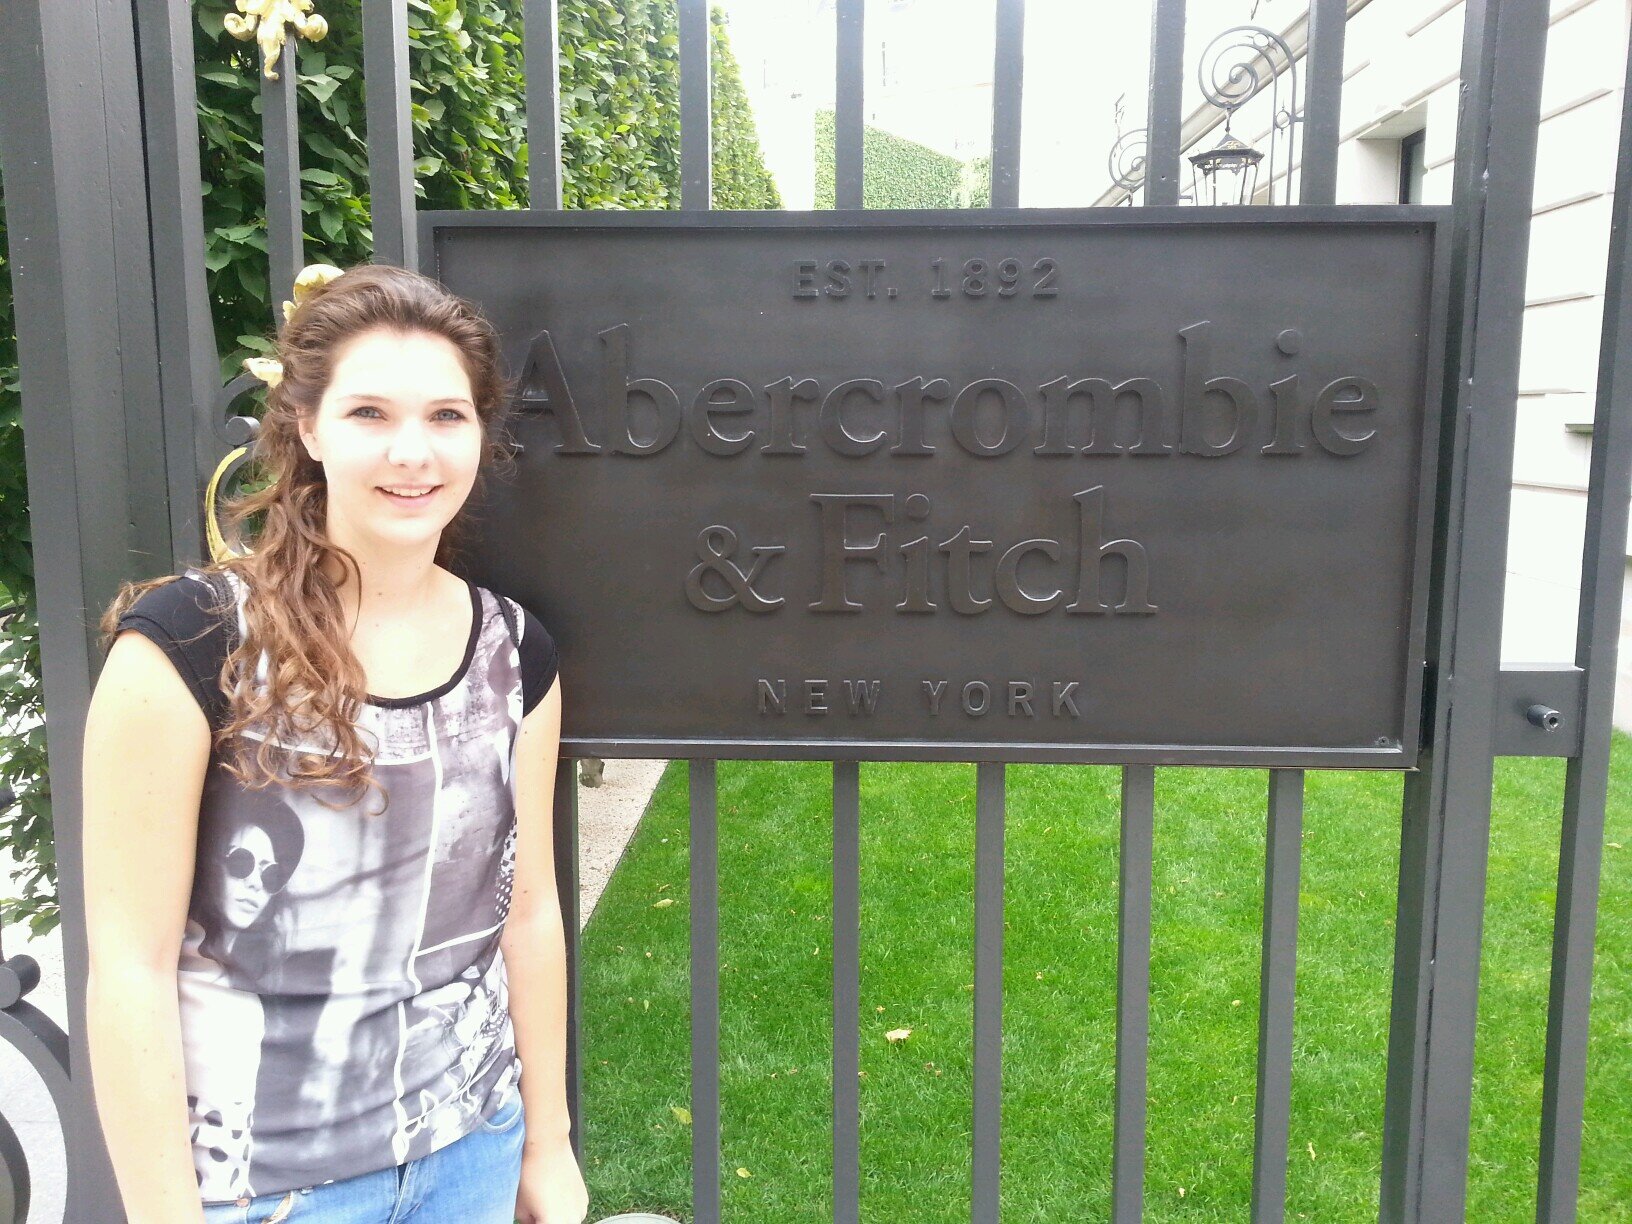 EST. 1892
Abercrombie
& Fitch
NEW YORK